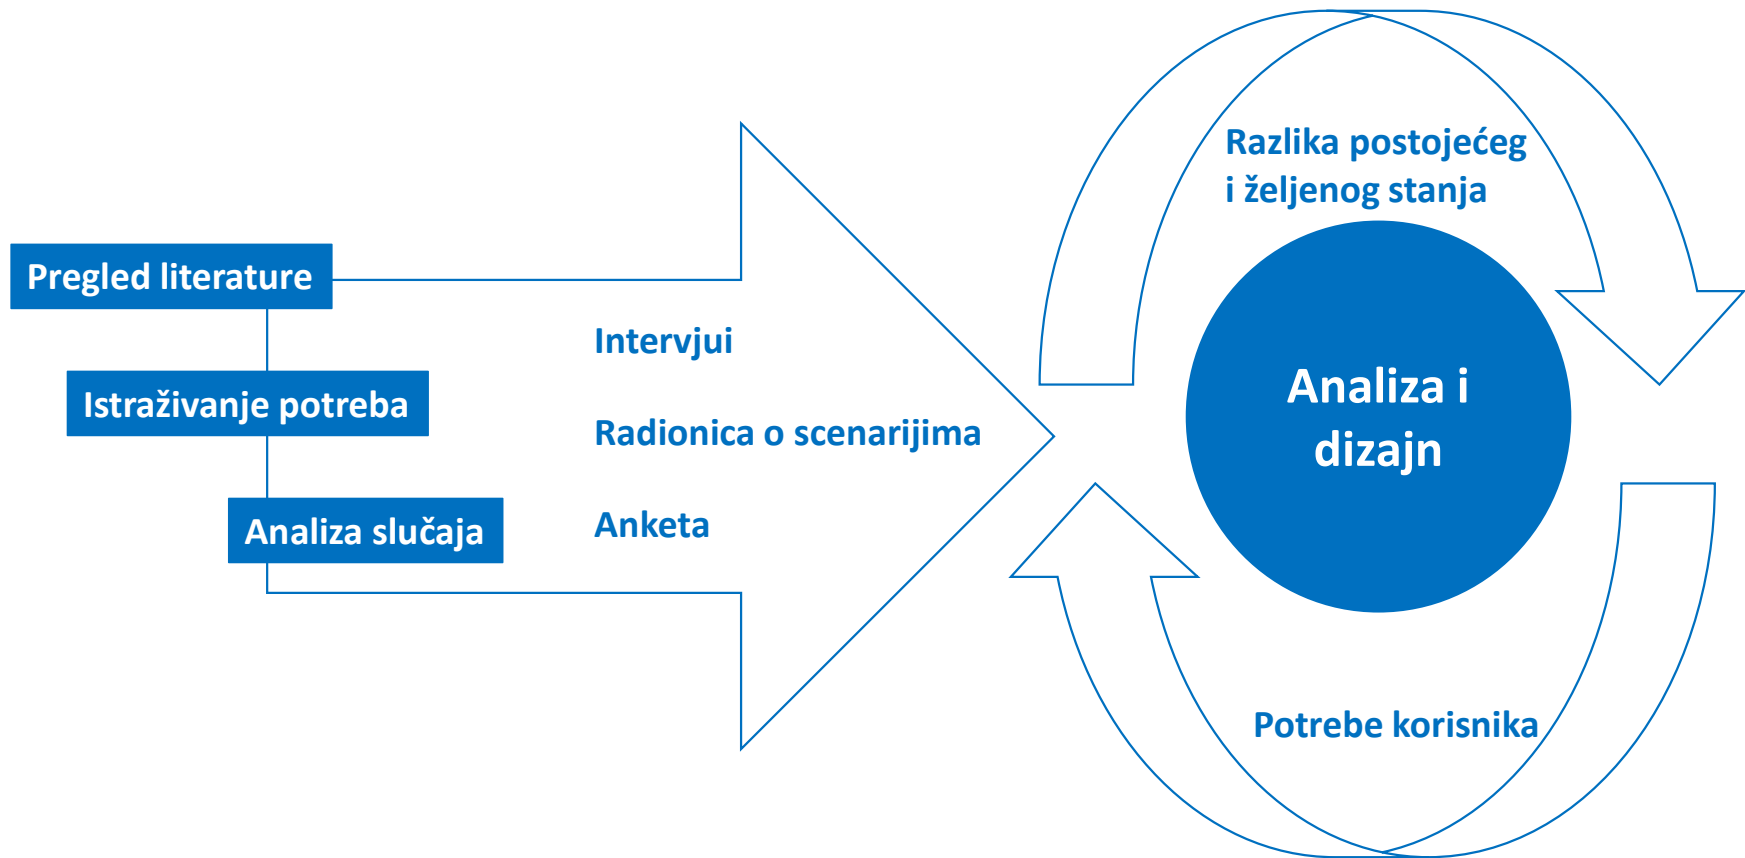 Pregled literature
Istraživanje potreba
Analiza slučaja
Intervjui
Radionica o scenarijima
Anketa
Razlika postojećeg
i željenog stanja
Analiza i
dizajn
Potrebe korisnika